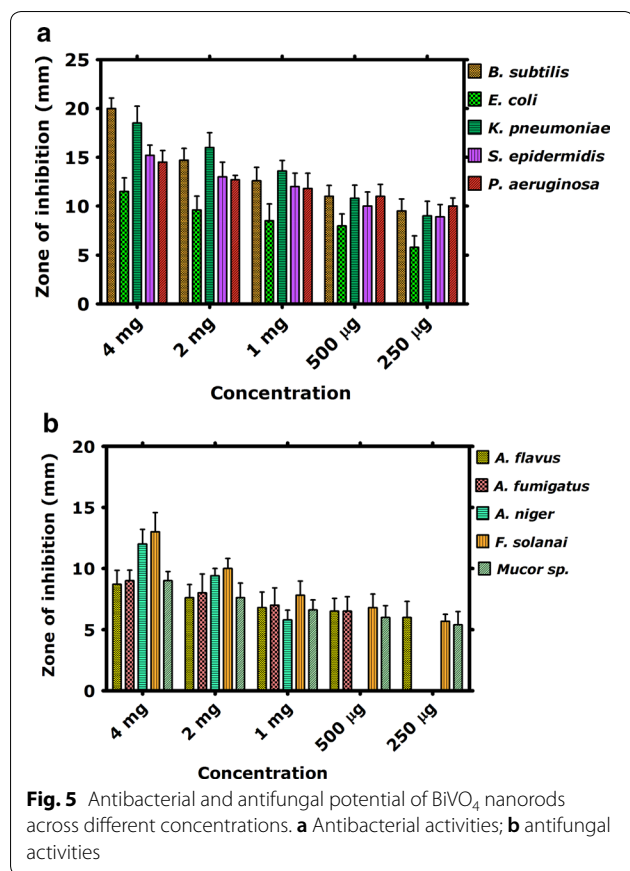 a
Zone of inhibition (mm)
25
20
15
10
5
0
4 mg
2 mg
1 mg
500 µg
250 µg
Concentration
B. subtilis
E. coli
K. pneumoniae
S. epidermidis
P. aeruginosa
b
Zone of inhibition (mm)
20
15
10
5
0
4 mg
2 mg
1 mg
500 µg
250 µg
Concentration
A. flavus
A. fumigatus
A. niger
F. solanai
Mucor sp.
Fig. 5 Antibacterial and antifungal potential of BiVO₄ nanorods
across different concentrations. a Antibacterial activities; b antifungal
activities